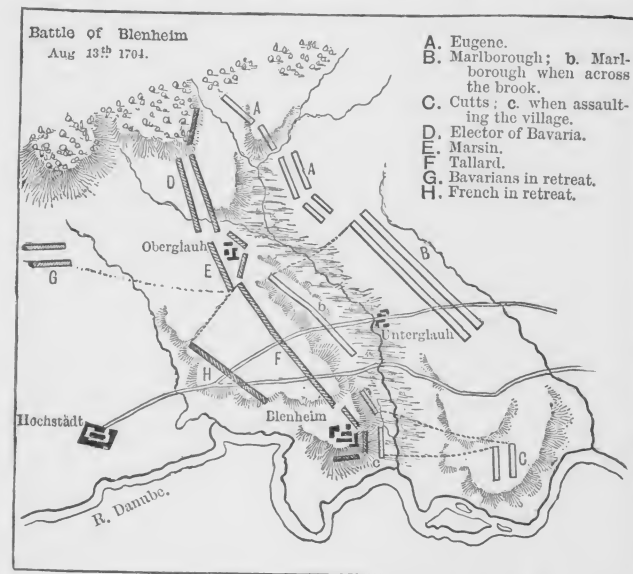 Battle of Blenheim
Aug 13th 1704.
A. Eugene.
B. Marlborough; b. Marl-
borough when across
the brook.
C. Cutts; c. when assault-
ing the village.
D. Elector of Bavaria.
E. Marsin.
F Tallard.
G. Bavarians in retreat.
H. French in retreat.
A
A
D
Oberglauh
E
B
G
b
Unterglauh
H
F
Hochstädt
Blenheim
c
C.
R. Danube.